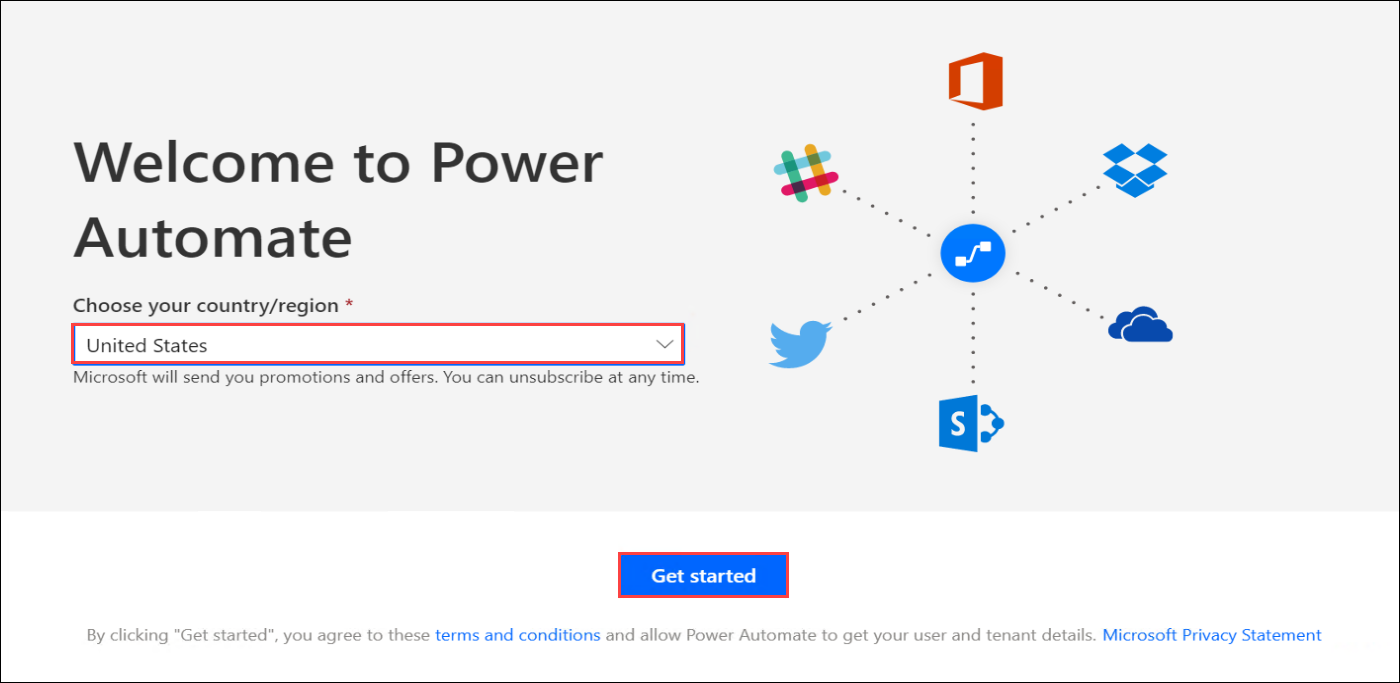 Welcome to Power
Automate
Choose your country/region *
United States
Microsoft will send you promotions and offers. You can unsubscribe at any time.
S
Get started
By clicking "Get started", you agree to these terms and conditions and allow Power Automate to get your user and tenant details. Microsoft Privacy Statement